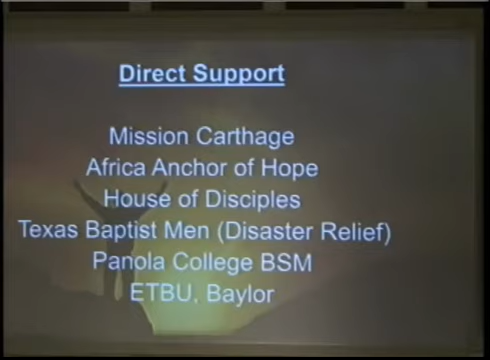 Direct Support
Mission Carthage
Africa Anchor of Hope
House of Disciples
Texas Baptist Men (Disaster Relief)
Panola College BSM
ETBU, Baylor